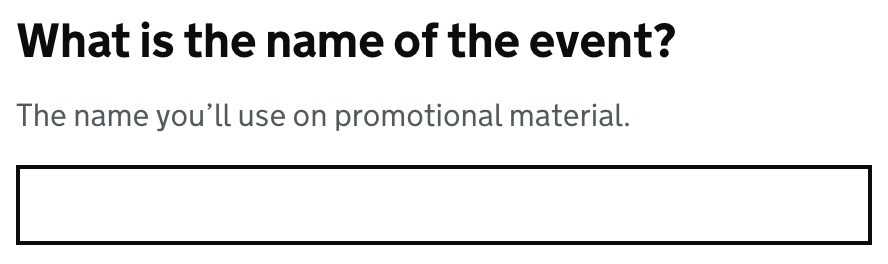 What is the name of the event?
The name you’ll use on promotional material.